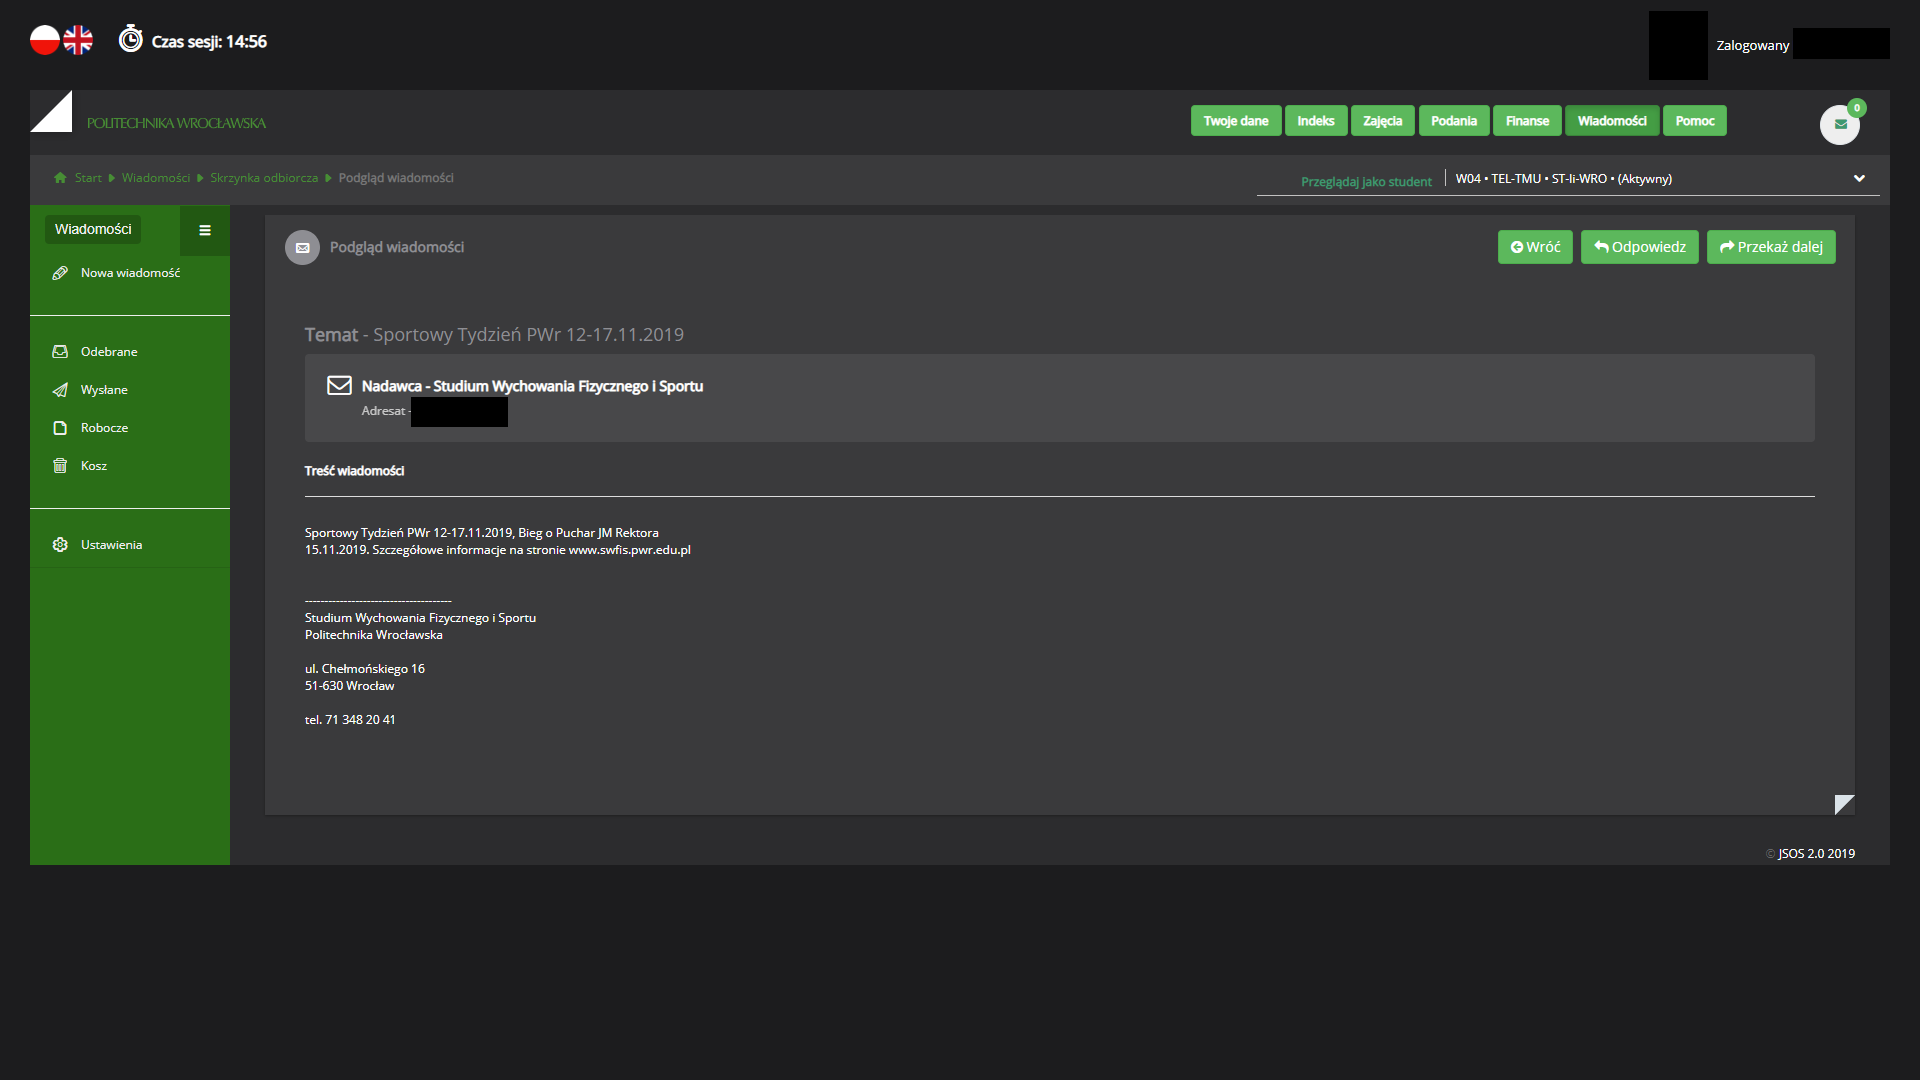 Czas sesji: 14:56
Zalogowany
POLITECHNIKA WROCŁAWSKA
Twoje dane
Indeks
Zajęcia
Podania
Finanse
Wiadomości
Pomoc
0
Start
Wiadomości
Skrzynka odbiorcza
Podgląd wiadomości
Przeglądaj jako student
W04 • TEL-TMU • ST-Ii-WRO • (Aktywny)
Wiadomości
Nowa wiadomość
Odebrane
Wysłane
Robocze
Kosz
Ustawienia
Podgląd wiadomości
Wróć
Odpowiedz
Przekaż dalej
Temat - Sportowy Tydzień PWr 12-17.11.2019
Nadawca - Studium Wychowania Fizycznego i Sportu
Adresat -
Treść wiadomości
Sportowy Tydzień PWr 12-17.11.2019, Bieg o Puchar JM Rektora
15.11.2019. Szczegółowe informacje na stronie www.swfis.pwr.edu.pl
-------------------------------------
Studium Wychowania Fizycznego i Sportu
Politechnika Wrocławska
ul. Chełmońskiego 16
51-630 Wrocław
tel. 71 348 20 41
© JSOS 2.0 2019